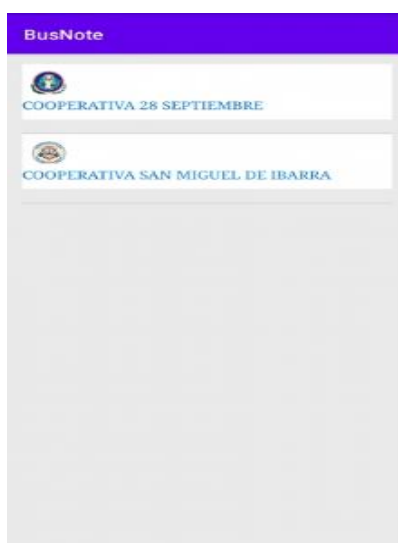 BusNote
COOPERATIVA 28 SEPTIEMBRE
COOPERATIVA SAN MIGUEL DE IBARRA